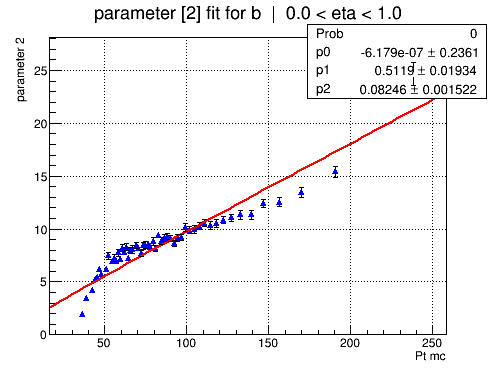 parameter [2] fit for b | 0.0 < eta < 1.0
Prob 0
p0 -6.179e-07 ± 0.2361
p1 0.5119 ± 0.01934
p2 0.08246 ± 0.001522
parameter 2
25
20
15
10
5
0
50 100 150 200 250
Pt mc